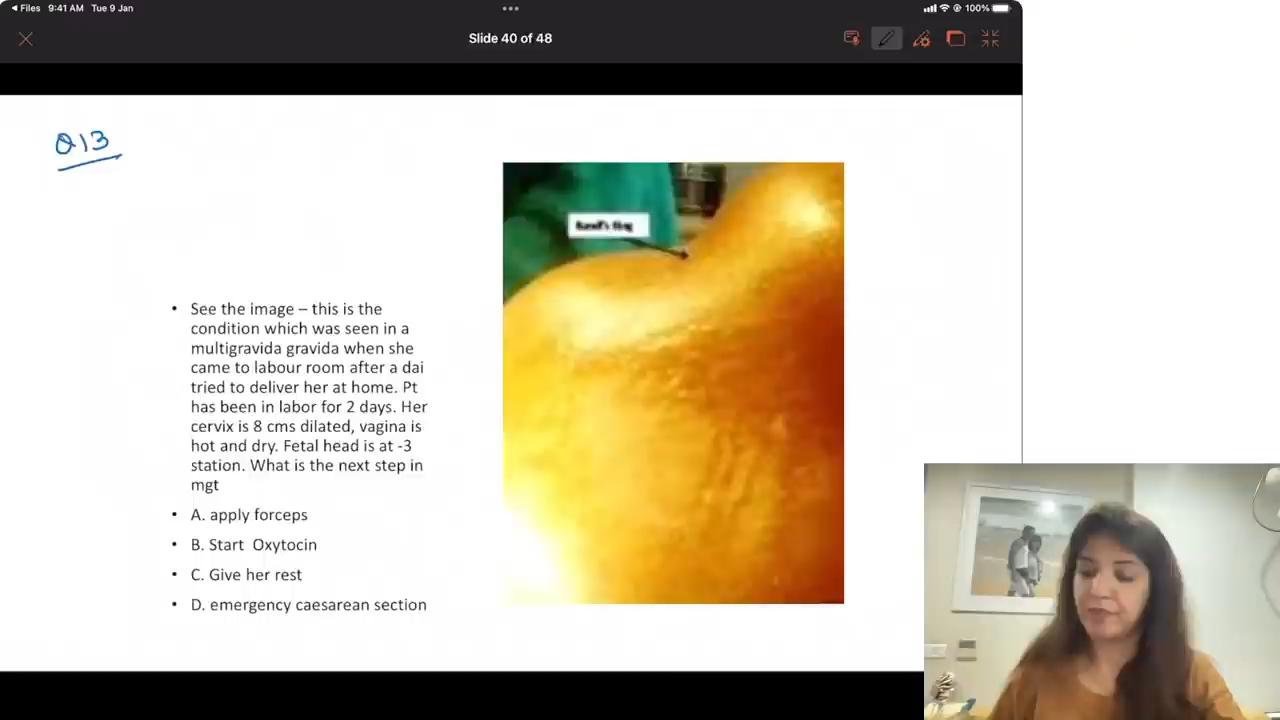 Files 9:41 AM Tue 9 Jan
100%
Slide 40 of 48
Q13
Band's Ring
• See the image – this is the
condition which was seen in a
multigravida gravida when she
came to labour room after a dai
tried to deliver her at home. Pt
has been in labor for 2 days. Her
cervix is 8 cms dilated, vagina is
hot and dry. Fetal head is at -3
station. What is the next step in
mgt
• A. apply forceps
• B. Start Oxytocin
• C. Give her rest
• D. emergency caesarean section